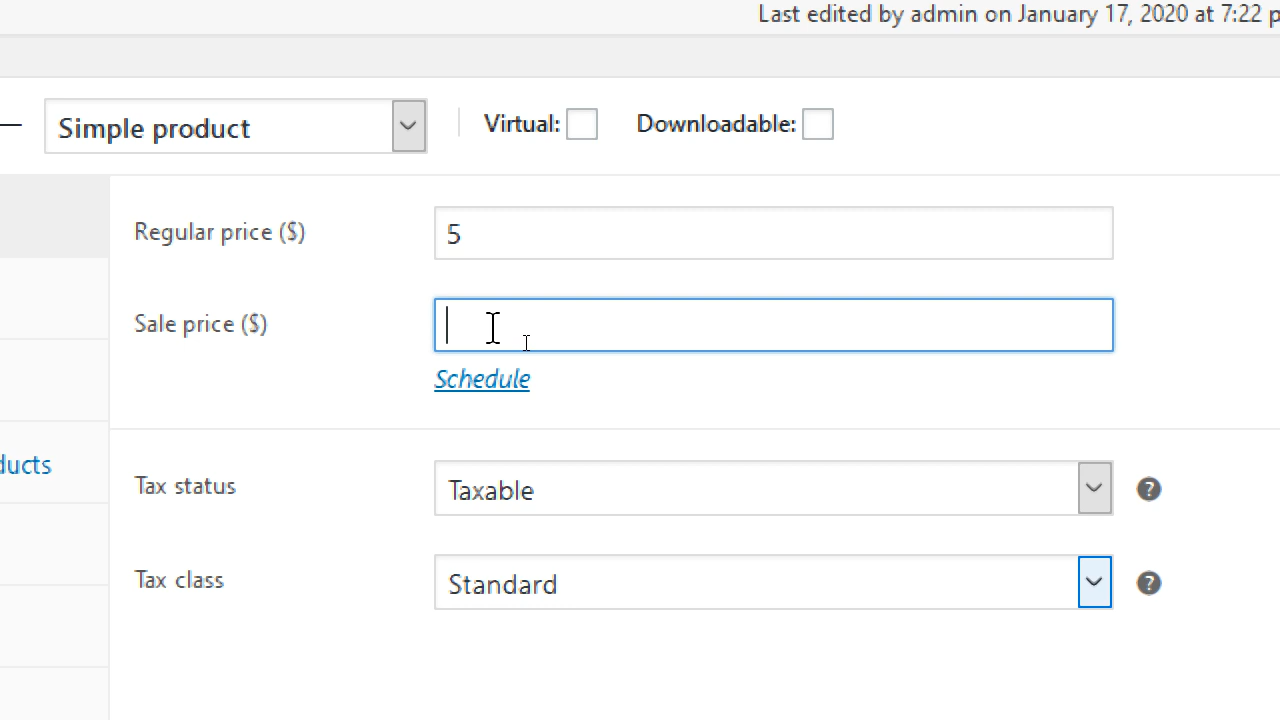 Last edited by admin on January 17, 2020 at 7:22 p
Simple product Virtual: Downloadable:
Regular price ($) 5
Sale price ($)
Schedule
ducts
Tax status Taxable ?
Tax class Standard ?